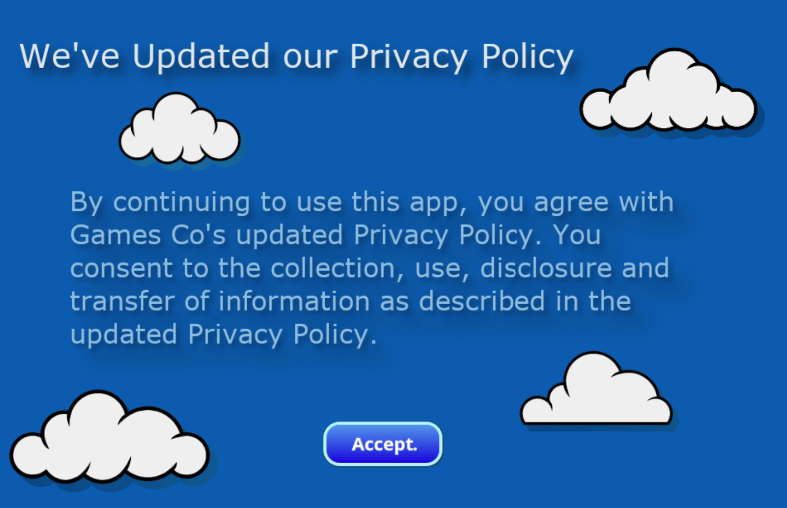 We've Updated our Privacy Policy
By continuing to use this app, you agree with
Games Co's updated Privacy Policy. You
consent to the collection, use, disclosure and
transfer of information as described in the
updated Privacy Policy.
Accept.